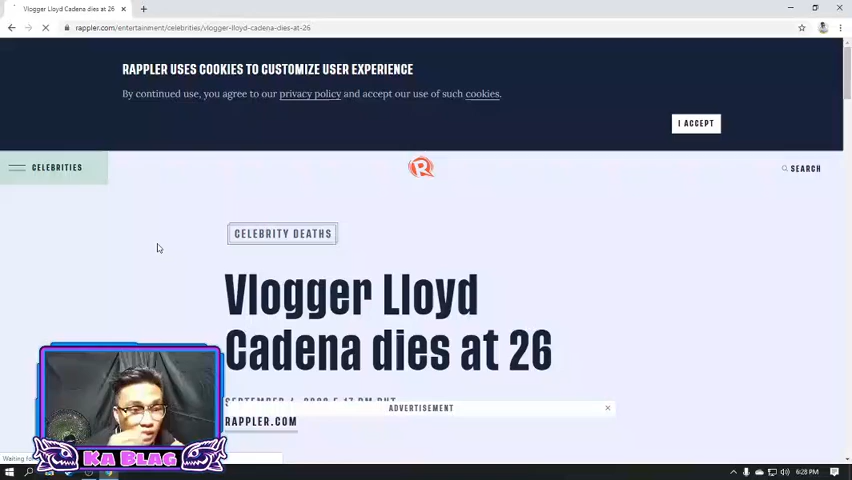 Vlogger Lloyd Cadena dies at 26
rappler.com/entertainment/celebrities/vlogger-lloyd-cadena-dies-at-26
RAPPLER USES COOKIES TO CUSTOMIZE USER EXPERIENCE
By continued use, you agree to our privacy policy and accept our use of such cookies.
I ACCEPT
CELEBRITIES
R
SEARCH
CELEBRITY DEATHS
Vlogger Lloyd
Cadena dies at 26
ADVERTISEMENT
RAPPLER.COM
Waiting fo
KA BLAG
6:28 PM